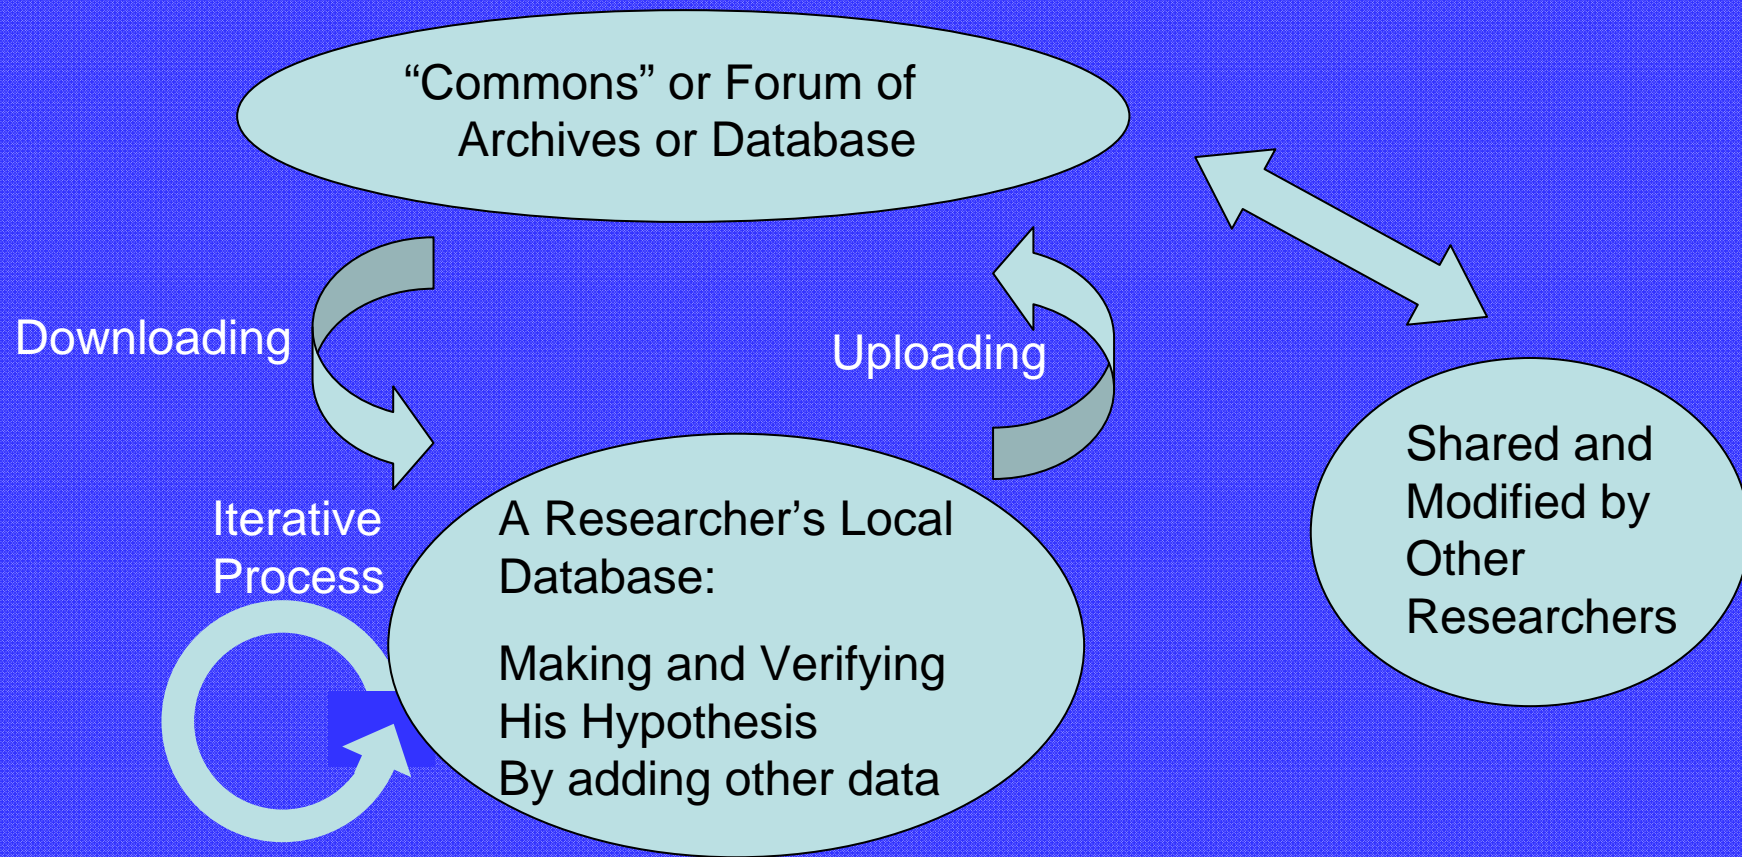 “Commons” or Forum of
Archives or Database
Downloading
Uploading
Iterative
Process
A Researcher’s Local
Database:
Making and Verifying
His Hypothesis
By adding other data
Shared and
Modified by
Other
Researchers